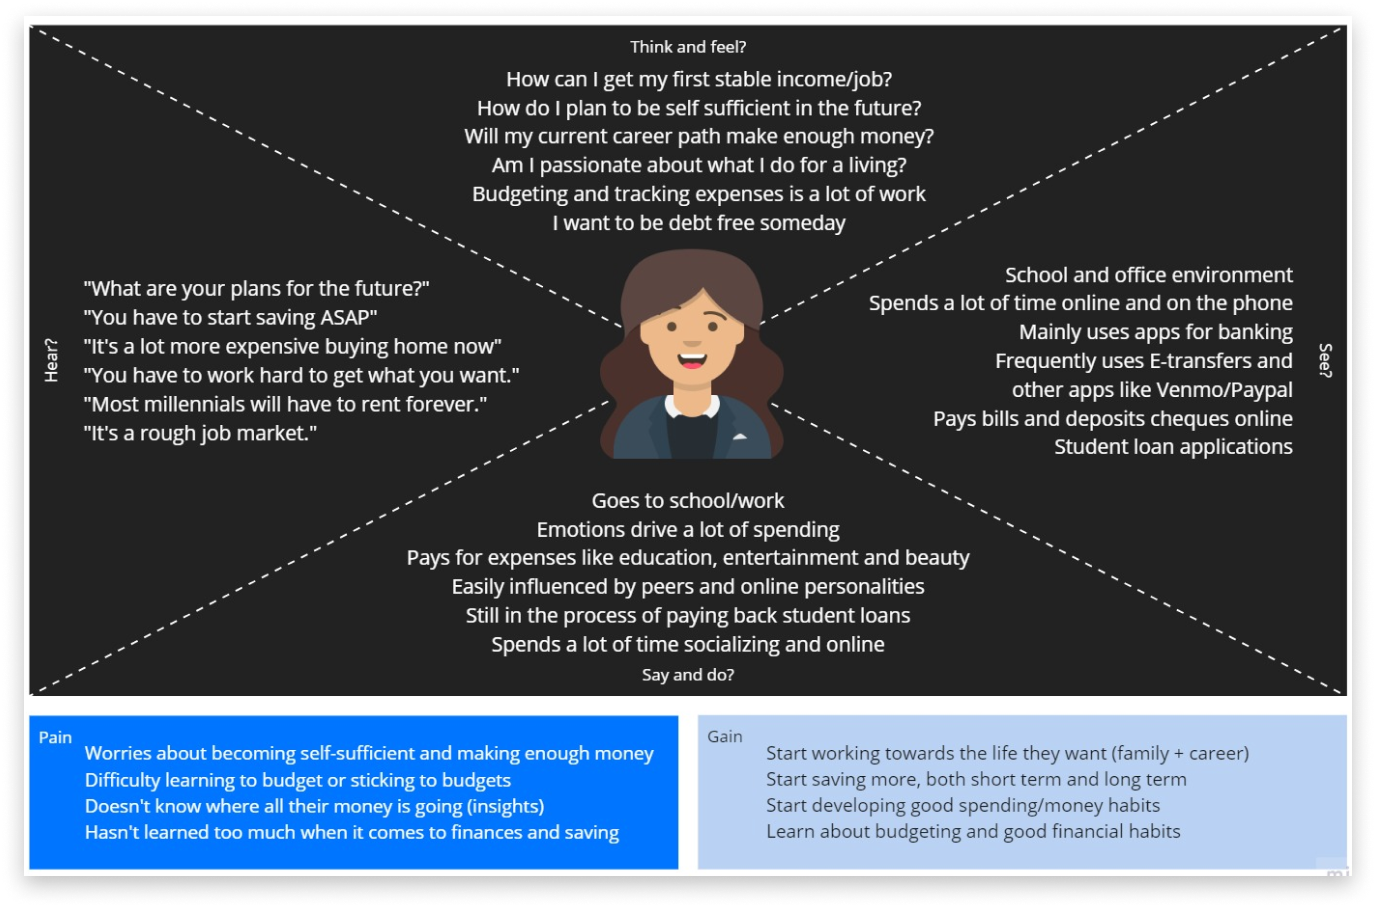 Think and feel?
How can I get my first stable income/job?
How do I plan to be self sufficient in the future?
Will my current career path make enough money?
Am I passionate about what I do for a living?
Budgeting and tracking expenses is a lot of work
I want to be debt free someday
Hear?
"What are your plans for the future?"
"You have to start saving ASAP"
"It's a lot more expensive buying home now"
"You have to work hard to get what you want."
"Most millennials will have to rent forever."
"It's a rough job market."
School and office environment
Spends a lot of time online and on the phone
Mainly uses apps for banking
Frequently uses E-transfers and
other apps like Venmo/Paypal
Pays bills and deposits cheques online
Student loan applications
See?
Goes to school/work
Emotions drive a lot of spending
Pays for expenses like education, entertainment and beauty
Easily influenced by peers and online personalities
Still in the process of paying back student loans
Spends a lot of time socializing and online
Say and do?
Pain
Worries about becoming self-sufficient and making enough money
Difficulty learning to budget or sticking to budgets
Doesn't know where all their money is going (insights)
Hasn't learned too much when it comes to finances and saving
Gain
Start working towards the life they want (family + career)
Start saving more, both short term and long term
Start developing good spending/money habits
Learn about budgeting and good financial habits